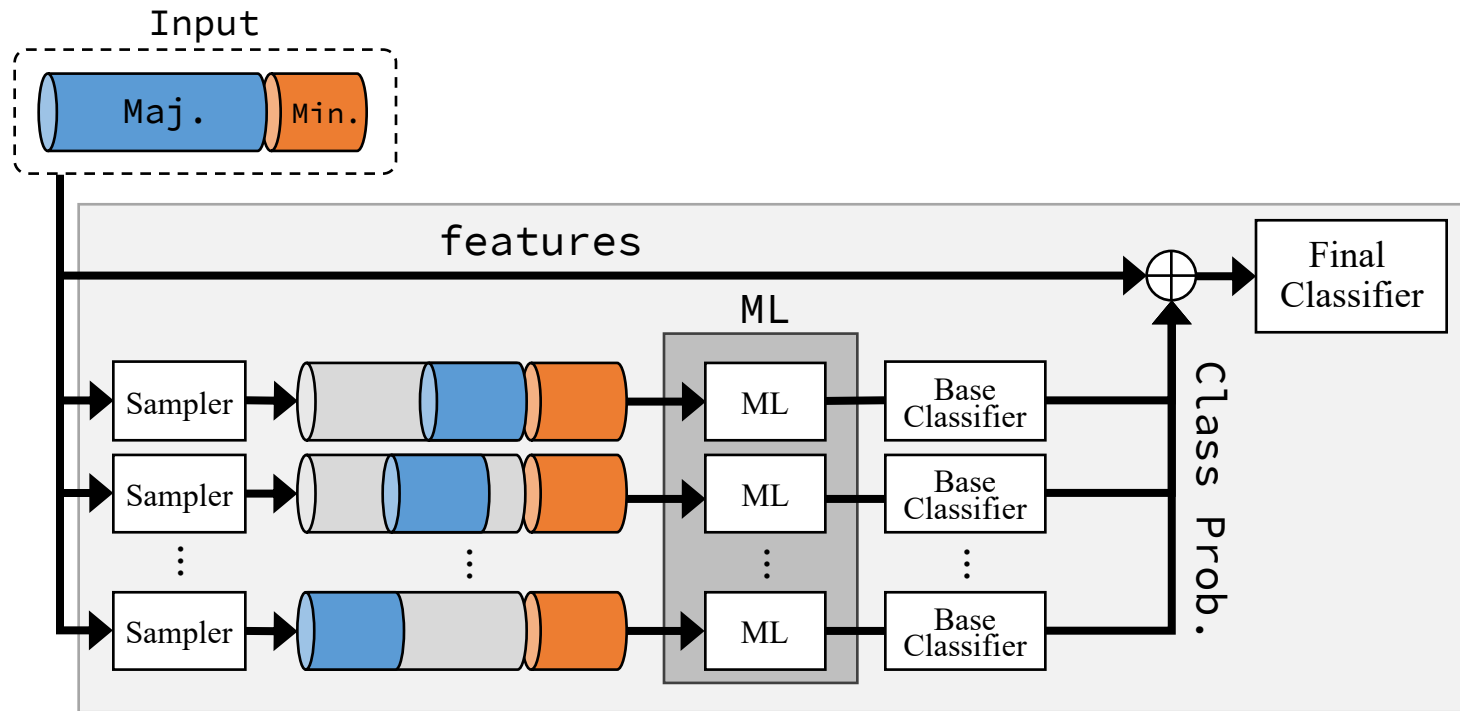 Input
Maj.
Min.
features
Final
Classifier
ML
Class Prob.
Sampler
ML
Base
Classifier
Sampler
ML
Base
Classifier
⋮
⋮
⋮
⋮
Sampler
ML
Base
Classifier